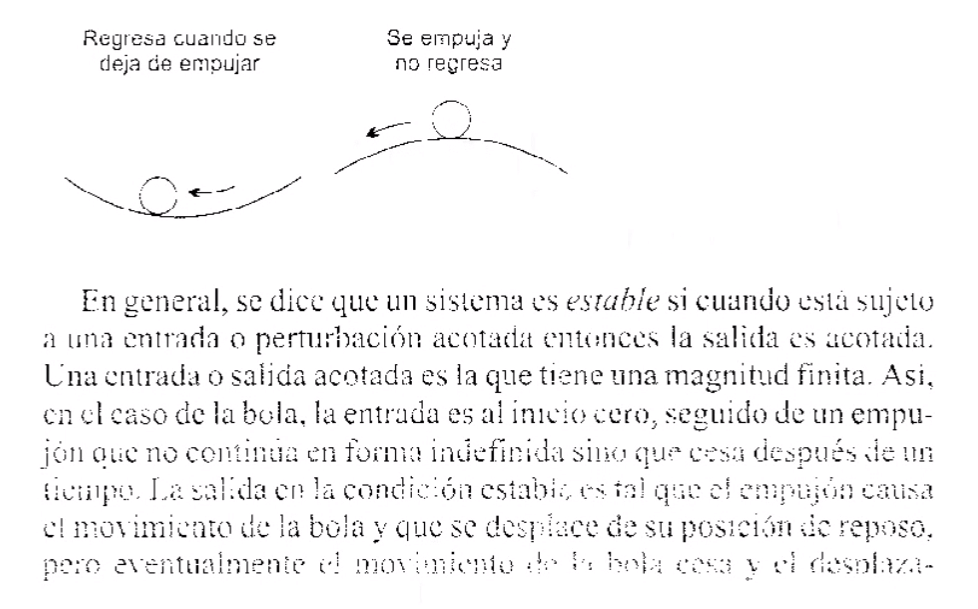 Regresa cuando se
deja de empujar
Se empuja y
no regresa
En general, se dice que un sistema es estable si cuando está sujeto
a una entrada o perturbación acotada entonces la salida es acotada.
Una entrada o salida acotada es la que tiene una magnitud finita. Asi,
en el caso de la bola, la entrada es al inicio cero, seguido de un empu-
jón que no continúa en forma indefinida sino que cesa después de un
tiempo. La salida en la condición estable es tal que el empujón causa
el movimiento de la bola y que se desplace de su posición de reposo,
pero eventualmente el movimiento de la bola cesa y el desplaza-